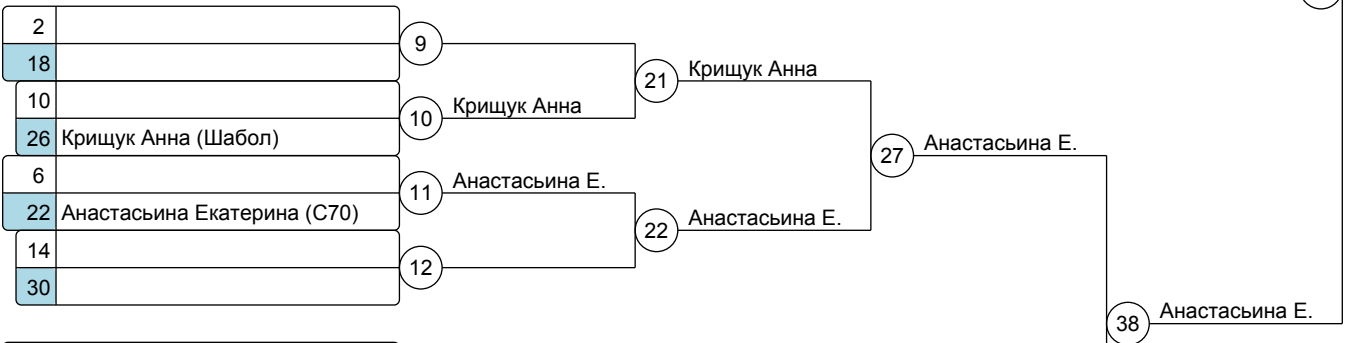 2
9
18
21 Крищук Анна
10
10 Крищук Анна
26 Крищук Анна (Шабол)
27 Анастасьина Е.
6
11 Анастасьина Е.
22 Анастасьина Екатерина (С70)
22 Анастасьина Е.
14
12
30
38 Анастасьина Е.